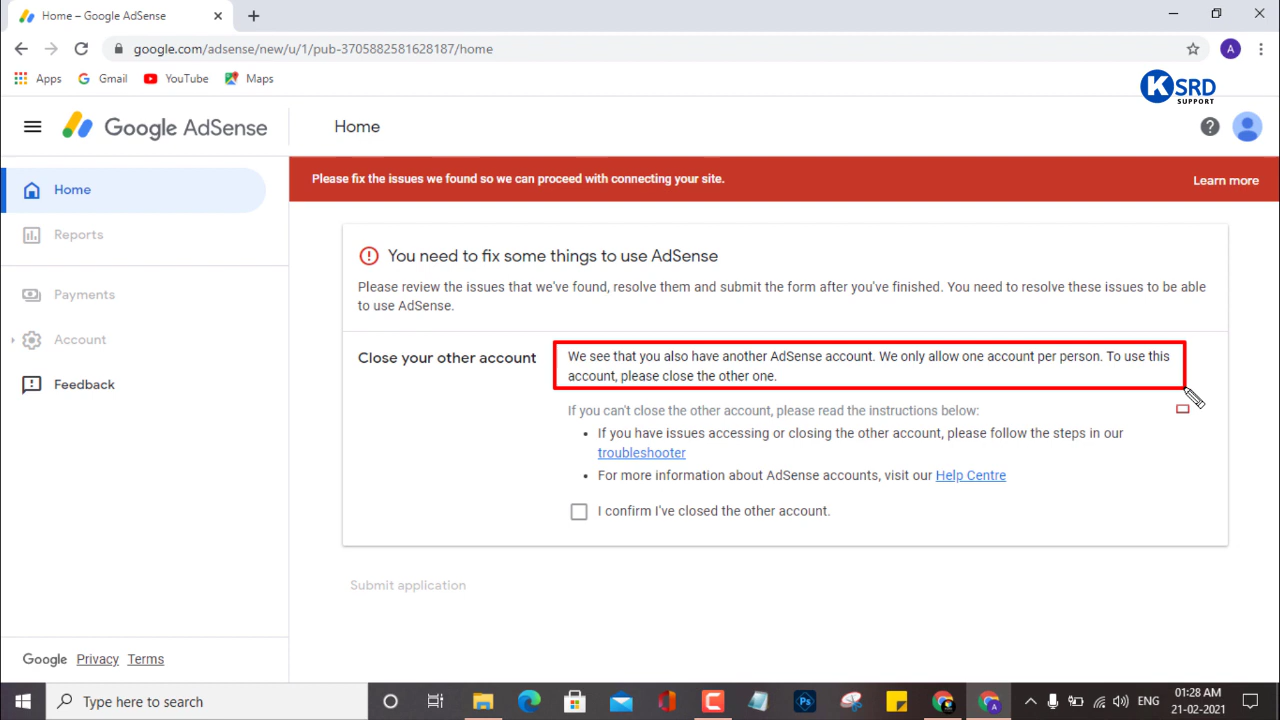 Home – Google AdSense
google.com/adsense/new/u/1/pub-3705882581628187/home
A
Apps
Gmail
YouTube
Maps
KSRD
SUPPORT
Google AdSense
Home
Home
Please fix the issues we found so we can proceed with connecting your site.
Learn more
Reports
Payments
Account
Feedback
You need to fix some things to use AdSense
Please review the issues that we've found, resolve them and submit the form after you've finished. You need to resolve these issues to be able
to use AdSense.
Close your other account
We see that you also have another AdSense account. We only allow one account per person. To use this
account, please close the other one.
If you can't close the other account, please read the instructions below:
• If you have issues accessing or closing the other account, please follow the steps in our
troubleshooter
• For more information about AdSense accounts, visit our Help Centre
I confirm I've closed the other account.
Submit application
Google Privacy Terms
Type here to search
Ps
ENG
01:28 AM
21-02-2021